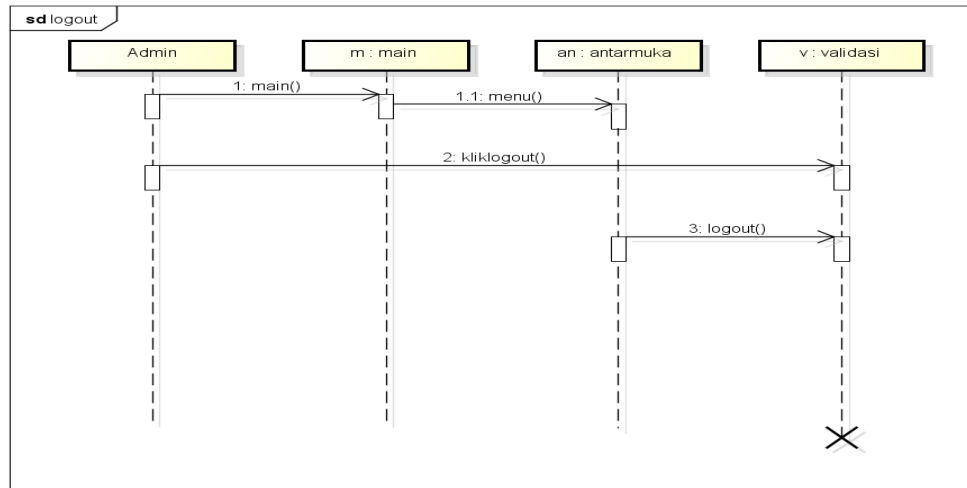 sd logout
Admin
m : main
an : antarmuka
v : validasi
1: main()
1.1: menu()
2: kliklogout()
3: logout()